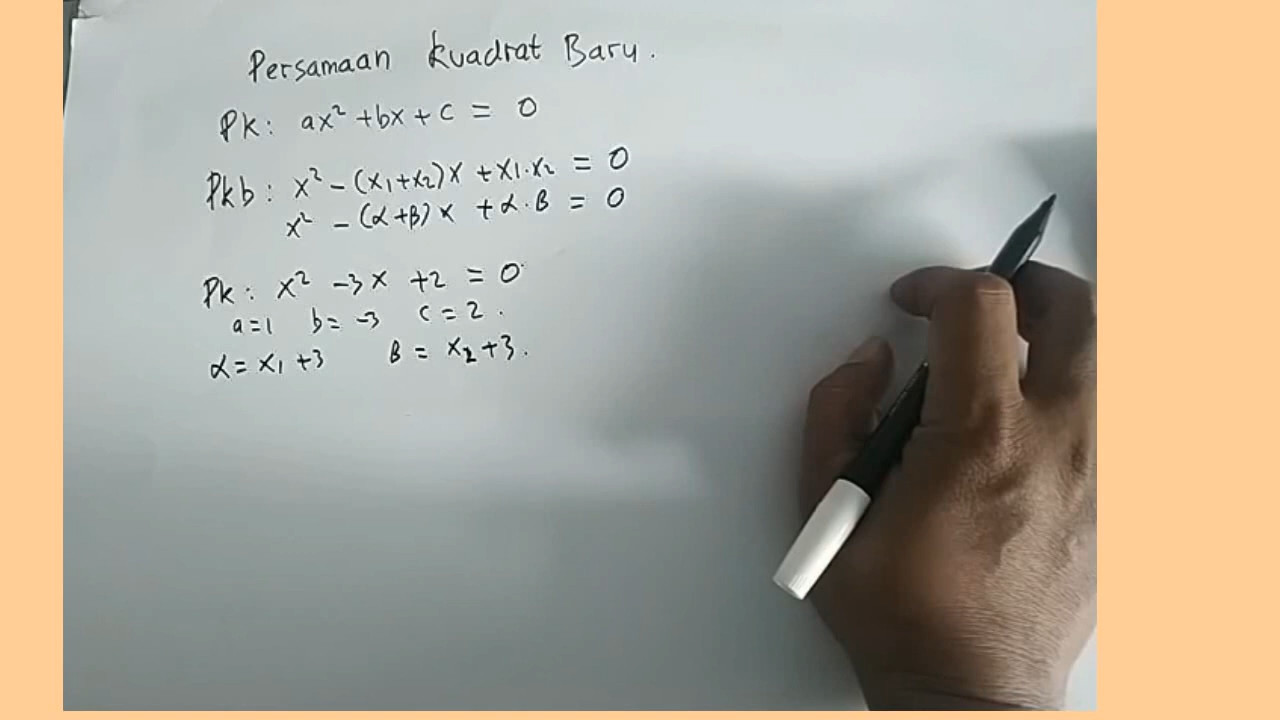 Persamaan kuadrat Baru.
Pk: ax² + bx + c = 0
Pkb: x² - (x₁+x₂)x + x₁.x₂ = 0
x² - (α+β)x + α.β = 0
Pk: x² -3x +2 = 0
a=1 b=-3 c=2.
α=x₁+3 β=x₂+3.